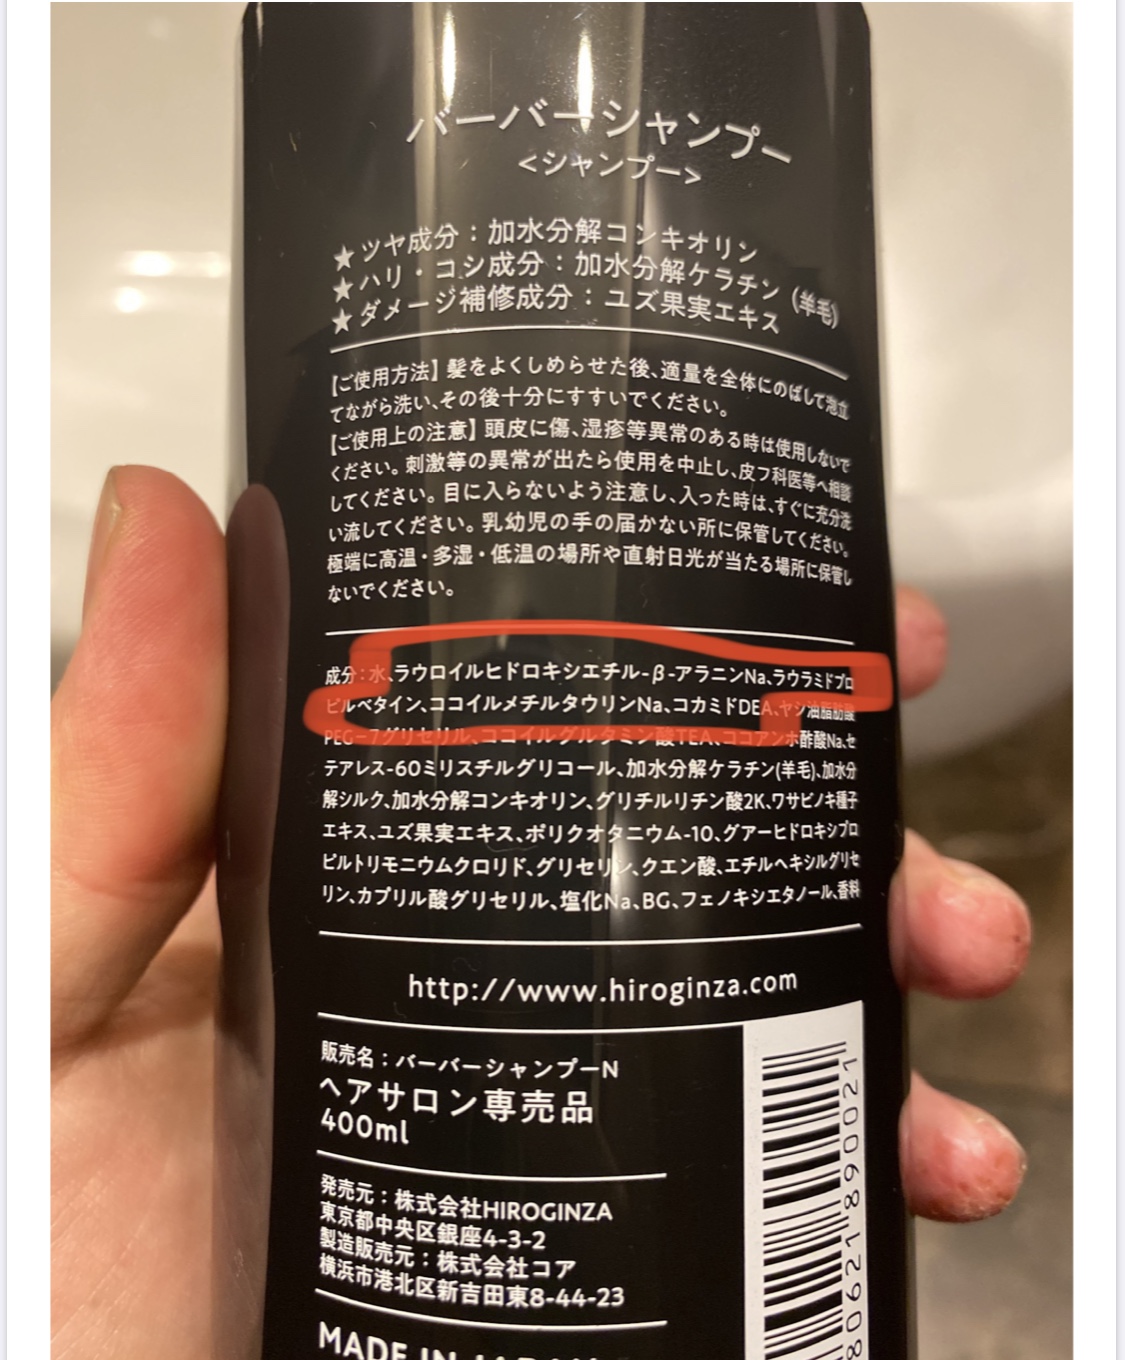 バーバーシャンプー
<シャンプー>
★ツヤ成分：加水分解コンキオリン
★ハリ・コシ成分：加水分解ケラチン（羊毛）
★ダメージ補修成分：ユズ果実エキス
【ご使用方法】髪をよくしめらせた後、適量を全体にのばして泡立
てながら洗い、その後十分にすすいでください。
【ご使用上の注意】頭皮に傷、湿疹等異常のある時は使用しないで
ください。刺激等の異常が出たら使用を中止し、皮フ科医等へ相談
してください。目に入らないよう注意し、入った時は、すぐに充分洗
い流してください。乳幼児の手の届かない所に保管してください。
極端に高温・多湿・低温の場所や直射日光が当たる場所に保管し
ないでください。
成分：水、ラウロイルヒドロキシエチル-β-アラニンNa、ラウラミドプロ
ピルベタイン、ココイルメチルタウリンNa、コカミドDEA、ヤシ油脂肪酸
PEG-7グリセリル、ココイルグルタミン酸TEA、ココアンホ酢酸Na、セ
テアレス-60ミリスチルグリコール、加水分解ケラチン(羊毛)、加水分
解シルク、加水分解コンキオリン、グリチルリチン酸2K、ワサビノキ種子
エキス、ユズ果実エキス、ポリクオタニウム-10、グアーヒドロキシプロ
ピルトリモニウムクロリド、グリセリン、クエン酸、エチルヘキシルグリセ
リン、カプリル酸グリセリル、塩化Na、BG、フェノキシエタノール、香料
http://www.hiroginza.com
販売名：バーバーシャンプーN
ヘアサロン専売品
400ml
発売元：株式会社HIROGINZA
東京都中央区銀座4-3-2
製造販売元：株式会社コア
横浜市港北区新吉田東8-44-23
MADE IN JAPAN
80621"890021